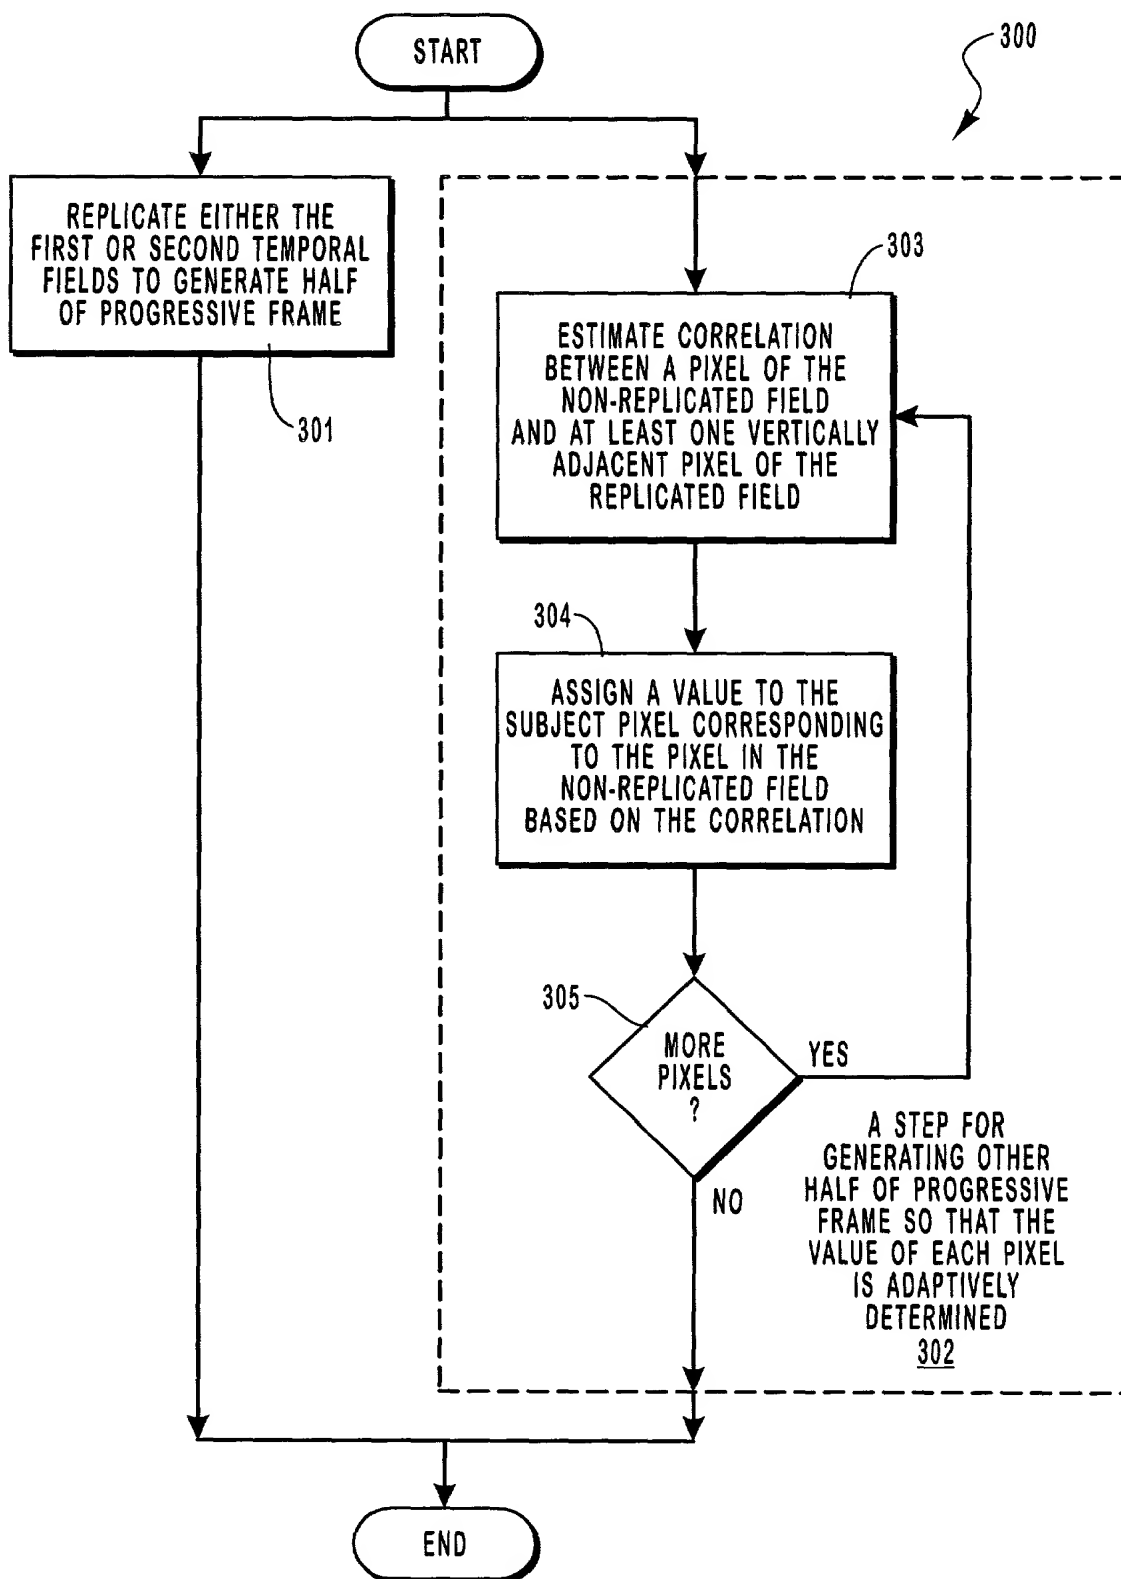 START
300
REPLICATE EITHER THE
FIRST OR SECOND TEMPORAL
FIELDS TO GENERATE HALF
OF PROGRESSIVE FRAME
301
303
ESTIMATE CORRELATION
BETWEEN A PIXEL OF THE
NON-REPLICATED FIELD
AND AT LEAST ONE VERTICALLY
ADJACENT PIXEL OF THE
REPLICATED FIELD
304
ASSIGN A VALUE TO THE
SUBJECT PIXEL CORRESPONDING
TO THE PIXEL IN THE
NON-REPLICATED FIELD
BASED ON THE CORRELATION
305
MORE
PIXELS
?
YES
NO
A STEP FOR
GENERATING OTHER
HALF OF PROGRESSIVE
FRAME SO THAT THE
VALUE OF EACH PIXEL
IS ADAPTIVELY
DETERMINED
302
END